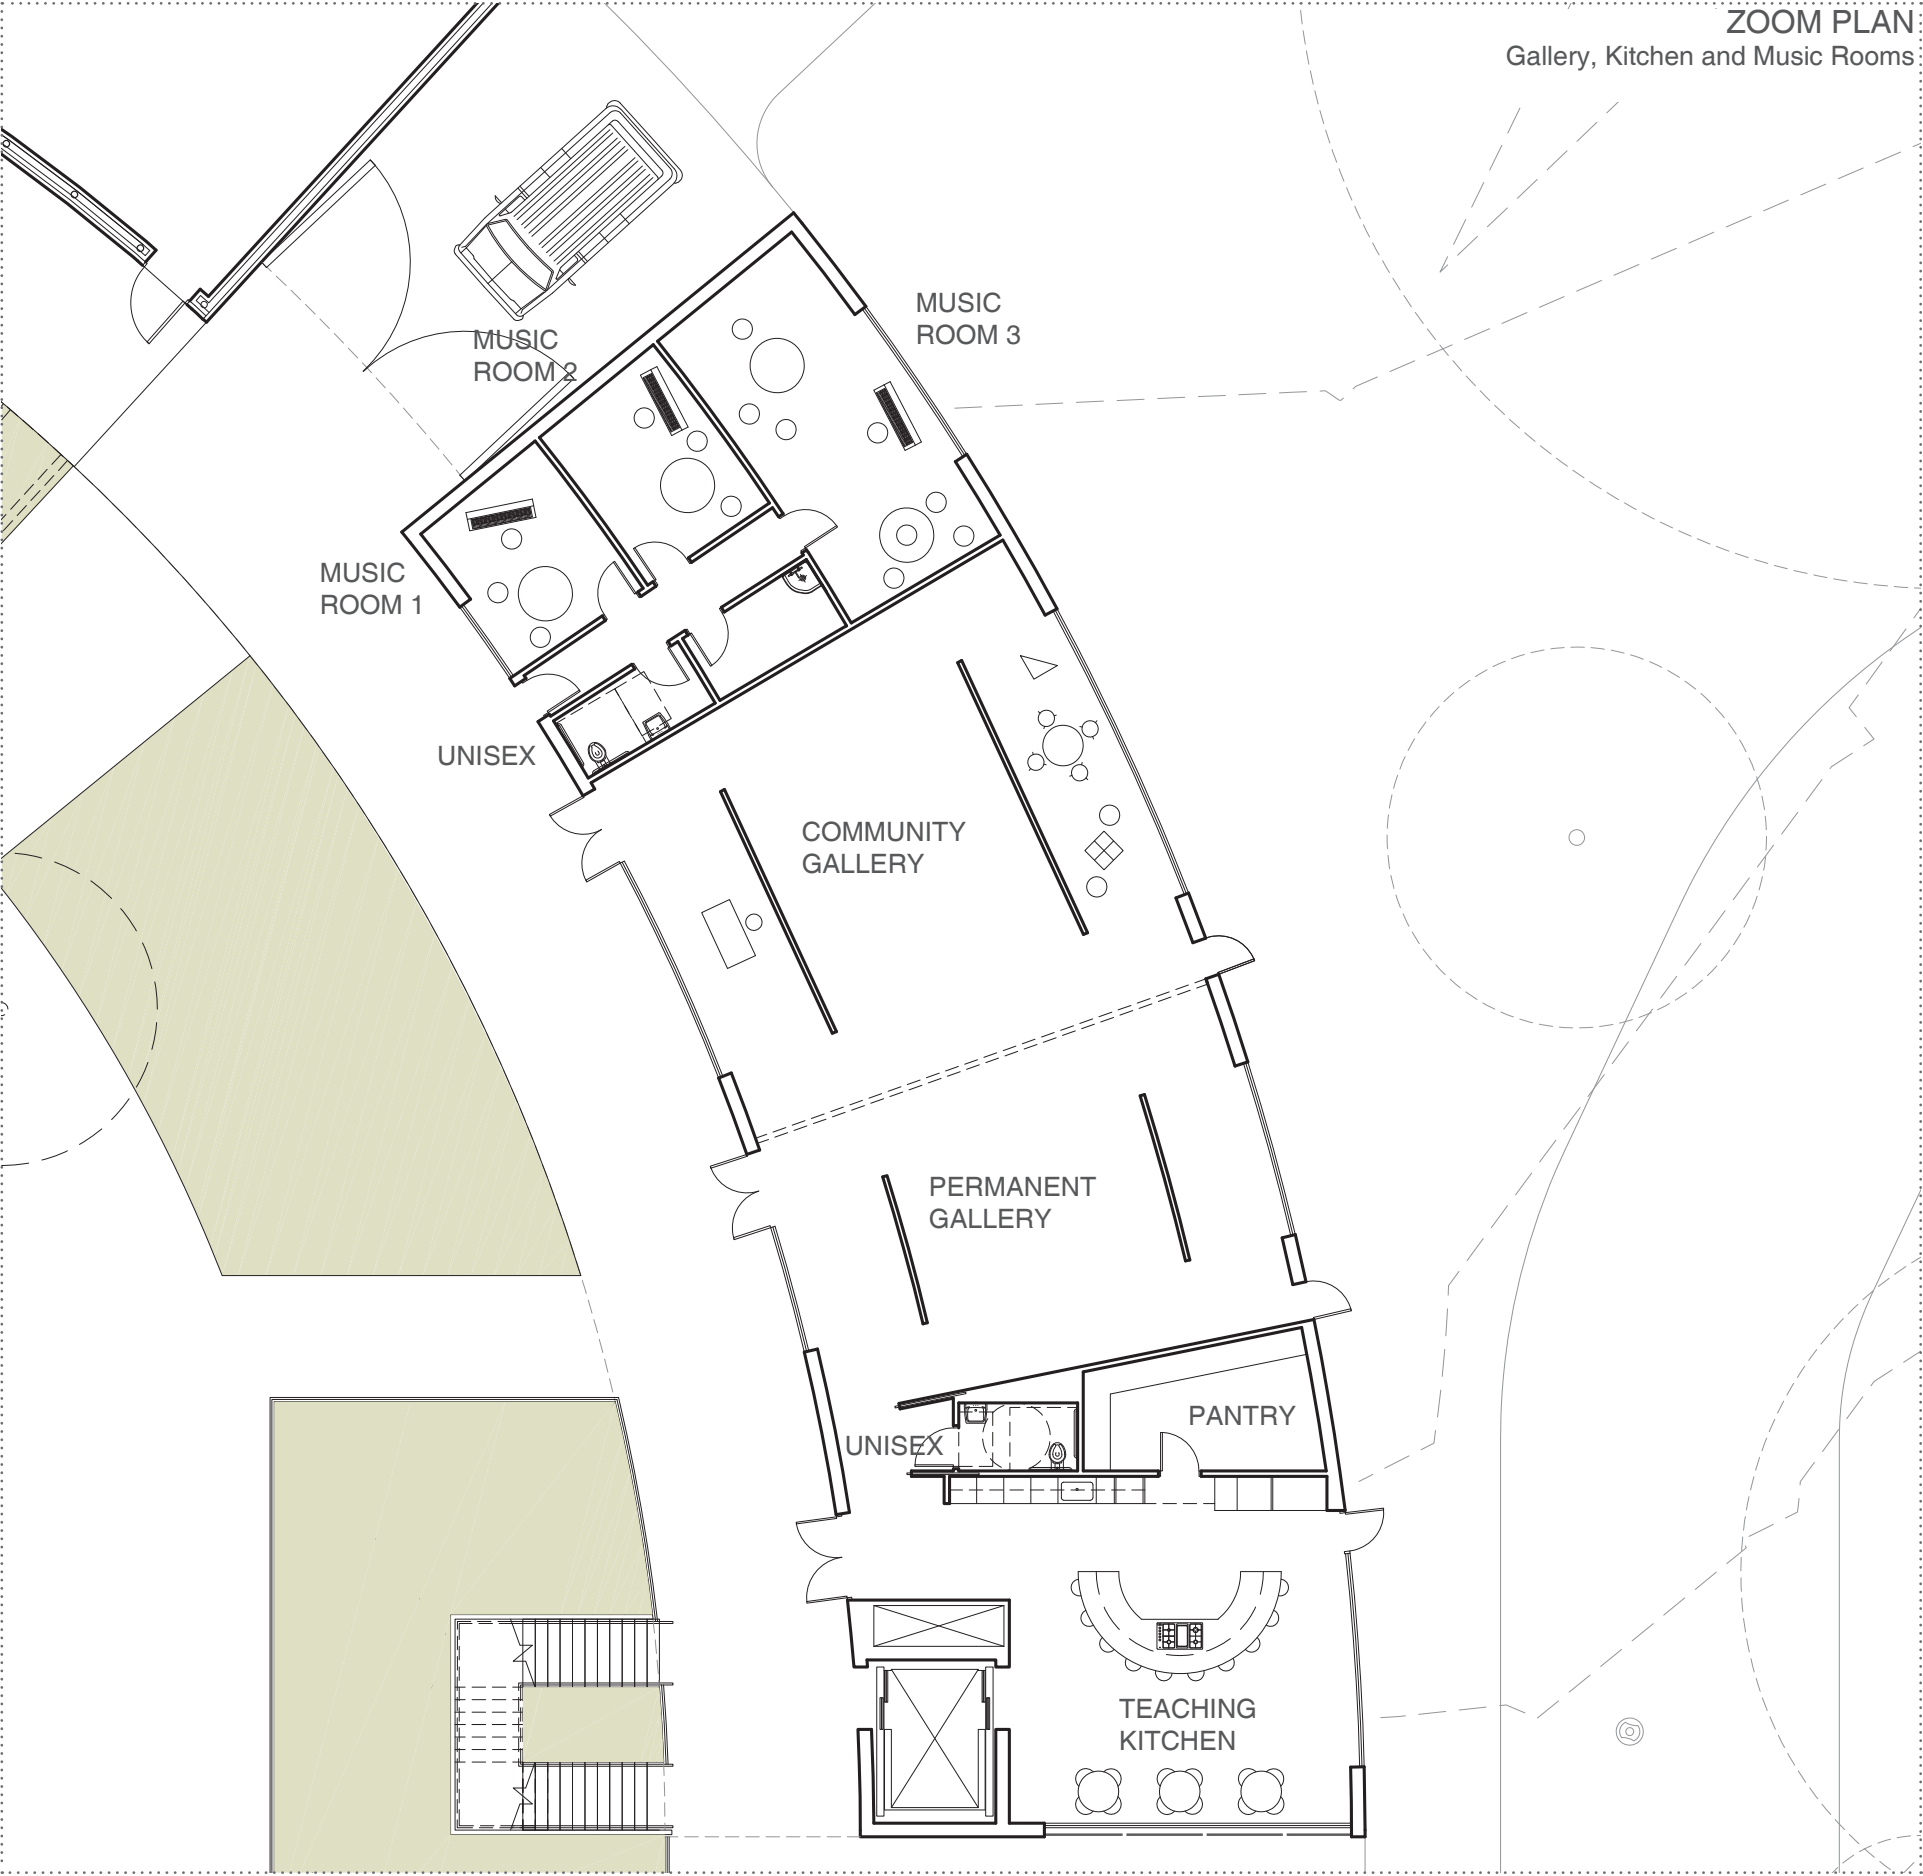 ZOOM PLAN
Gallery, Kitchen and Music Rooms
MUSIC
ROOM 3
MUSIC
ROOM 2
MUSIC
ROOM 1
UNISEX
COMMUNITY
GALLERY
PERMANENT
GALLERY
PANTRY
UNISEX
TEACHING
KITCHEN